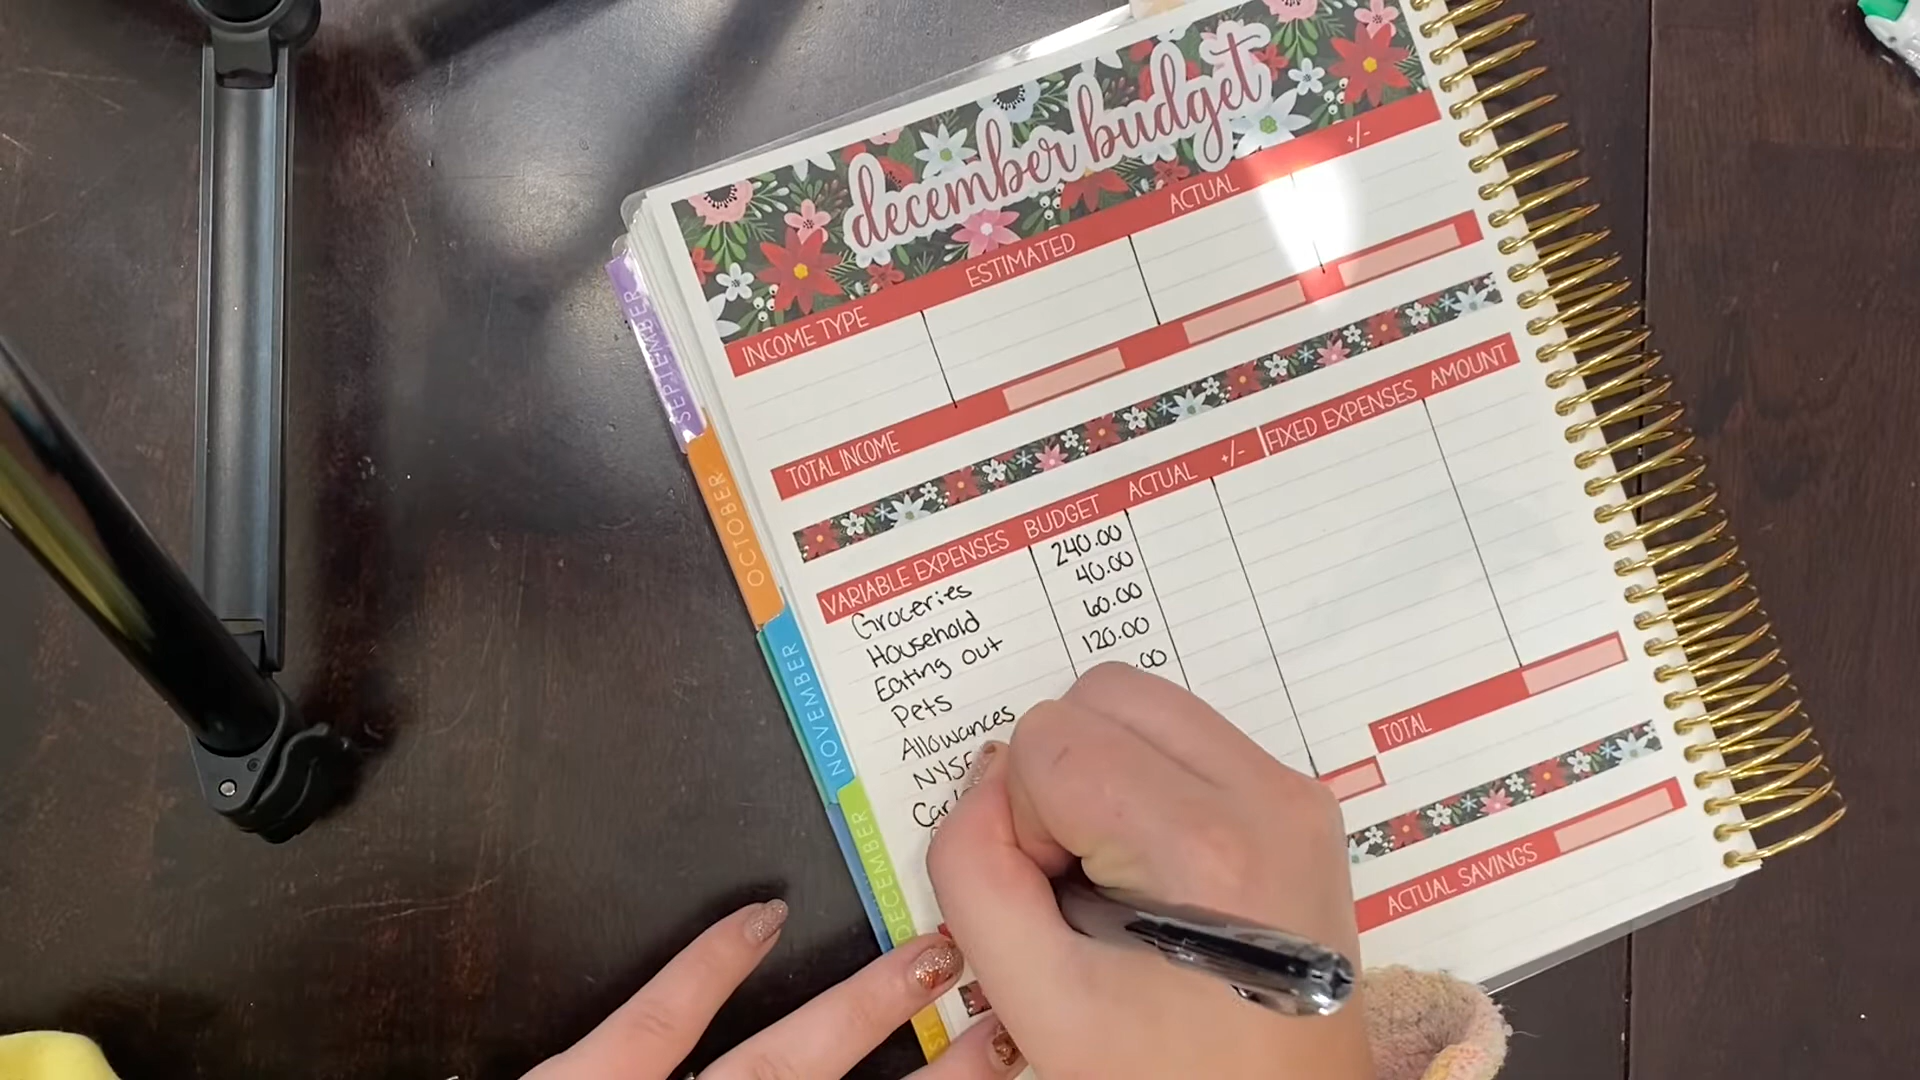 december budget
INCOME TYPE ESTIMATED ACTUAL +/-
TOTAL INCOME
VARIABLE EXPENSES BUDGET ACTUAL +/- FIXED EXPENSES AMOUNT
Groceries 240.00
Household 40.00
Eating out 60.00
Pets 120.00
Allowances .00
TOTAL
ACTUAL SAVINGS
SEPTEMBER
OCTOBER
NOVEMBER
DECEMBER